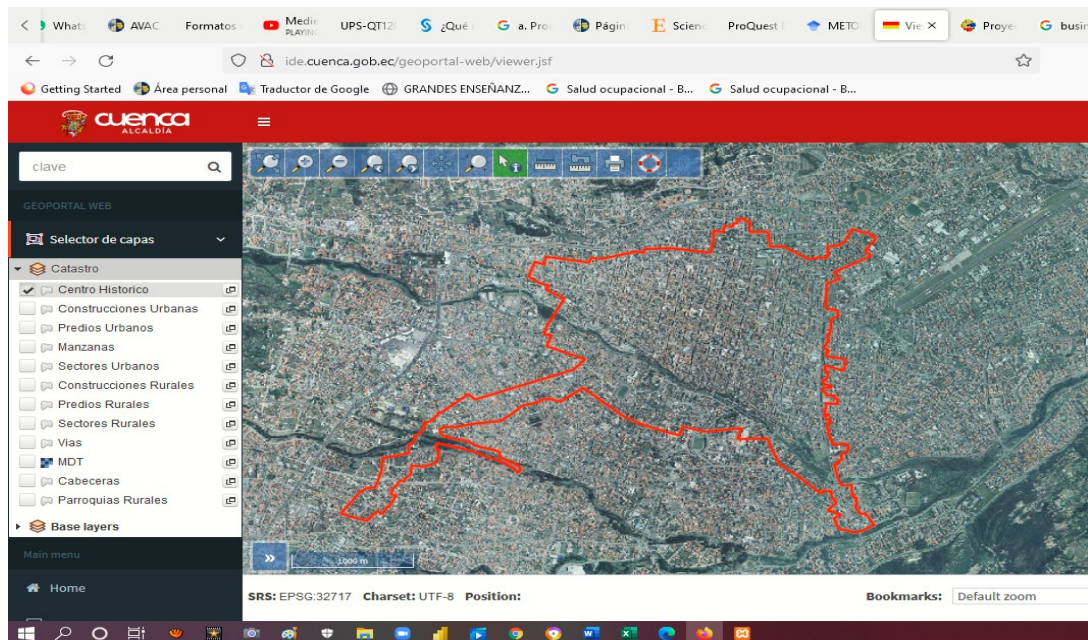 Whats AVAC Formatos Medie PLAYING UPS-QT12 ¿Qué a. Pro Págin Scienc ProQuest METO Vie Proye busin
ide.cuenca.gob.ec/geoportal-web/viewer.jsf
Getting Started Área personal Traductor de Google GRANDES ENSEÑANZ... Salud ocupacional - B... Salud ocupacional - B...
cuenca
ALCALDÍA
clave
GEOPORTAL WEB
Selector de capas
Catastro
Centro Historico
Construcciones Urbanas
Predios Urbanos
Manzanas
Sectores Urbanos
Construcciones Rurales
Predios Rurales
Sectores Rurales
Vias
MDT
Cabeceras
Parroquias Rurales
Base layers
Main menu
Home
1000 m
SRS: EPSG:32717 Charset: UTF-8 Position: Bookmarks: Default zoom